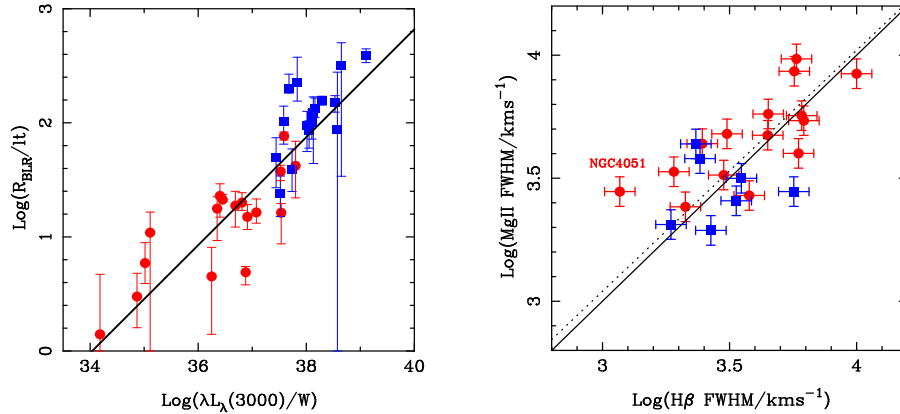 3
2
1
0
Log(R_BLR/lt)
34
36
38
40
Log(λL_λ(3000)/W)
4
3.5
3
Log(MgII FWHM/kms⁻¹)
NGC4051
3
3.5
4
Log(Hβ FWHM/kms⁻¹)